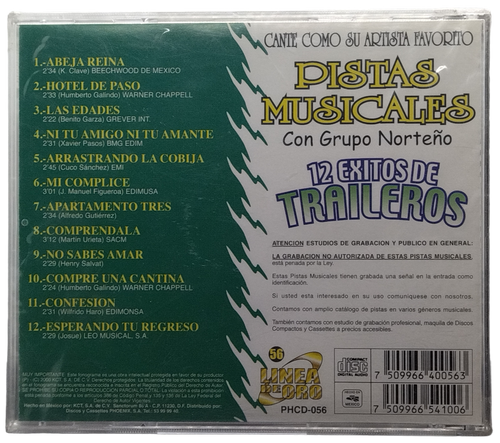 CANTE COMO SU ARTISTA FAVORITO
PISTAS
MUSICALES
Con Grupo Norteño
12 EXITOS DE
TRAILEROS
1.-ABEJA REINA
2'34 (K. Clave) BEECHWOOD DE MEXICO
2.-HOTEL DE PASO
2'33 (Humberto Galindo) WARNER CHAPPELL
3.-LAS EDADES
2'22 (Benito Garza) GREVER INT.
4.-NI TU AMIGO NI TU AMANTE
2'31 (Xavier Pasos) BMG EDIM
5.-ARRASTRANDO LA COBIJA
2'45 (Cuco Sánchez) EMI
6.-MI COMPLICE
3'01 (J. Manuel Figueroa) EDIMUSA
7.-APARTAMENTO TRES
2'34 (Alfredo Gutiérrez)
8.-COMPRENDALA
3'12 (Martín Urieta) SACM
9.-NO SABES AMAR
2'29 (Henry Salval)
10.-COMPRE UNA CANTINA
2'24 (Humberto Galindo) WARNER CHAPPELL
11.-CONFESION
2'31 (Wilfrido Haro) EDIMONSA
12.-ESPERANDO TU REGRESO
2'29 (Josue) LEO MUSICAL, S.A.
ATENCION ESTUDIOS DE GRABACION Y PUBLICO EN GENERAL:
LA GRABACION NO AUTORIZADA DE ESTAS PISTAS MUSICALES,
está penada por la Ley.
Estas Pistas Musicales tienen grabada una señal en la entrada como
identificación.
Si usted esta interesado en su uso comuníquese con nosotros.
Contamos con amplio catálogo de pistas en varios géneros musicales.
También contamos con estudio de grabación profesional, maquila de Discos
Compactos y Cassettes a precios accesibles.
56
LINEA
DE
ORO
PHCD-056
COMPACT
disc
DIGITAL AUDIO
7 509966 400563
7 509966 541006